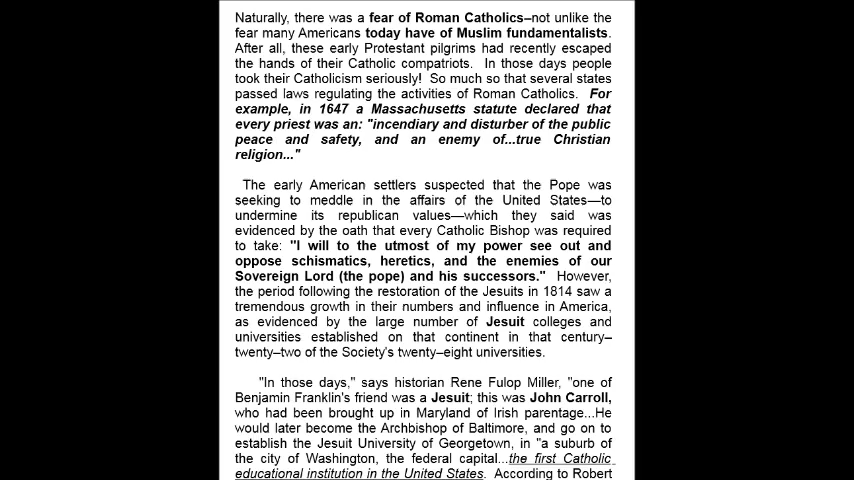 Naturally, there was a fear of Roman Catholics–not unlike the
fear many Americans today have of Muslim fundamentalists.
After all, these early Protestant pilgrims had recently escaped
the hands of their Catholic compatriots. In those days people
took their Catholicism seriously! So much so that several states
passed laws regulating the activities of Roman Catholics. For
example, in 1647 a Massachusetts statute declared that
every priest was an: "incendiary and disturber of the public
peace and safety, and an enemy of...true Christian
religion..."
The early American settlers suspected that the Pope was
seeking to meddle in the affairs of the United States—to
undermine its republican values—which they said was
evidenced by the oath that every Catholic Bishop was required
to take: "I will to the utmost of my power see out and
oppose schismatics, heretics, and the enemies of our
Sovereign Lord (the pope) and his successors." However,
the period following the restoration of the Jesuits in 1814 saw a
tremendous growth in their numbers and influence in America,
as evidenced by the large number of Jesuit colleges and
universities established on that continent in that century–
twenty–two of the Society's twenty–eight universities.
"In those days," says historian Rene Fulop Miller, "one of
Benjamin Franklin's friend was a Jesuit; this was John Carroll,
who had been brought up in Maryland of Irish parentage...He
would later become the Archbishop of Baltimore, and go on to
establish the Jesuit University of Georgetown, in "a suburb of
the city of Washington, the federal capital...the first Catholic
educational institution in the United States. According to Robert